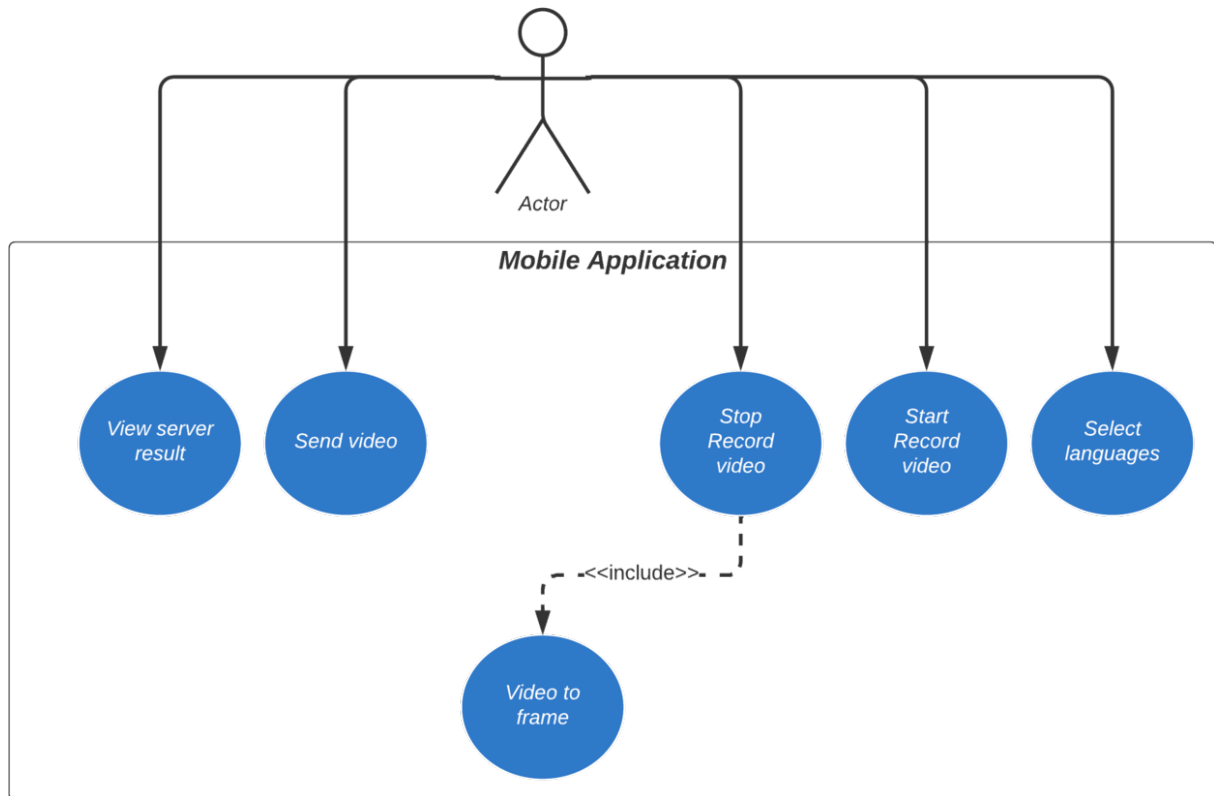 Actor
Mobile Application
View server
result
Send video
Stop
Record
video
Start
Record
video
Select
languages
<<include>>
Video to
frame